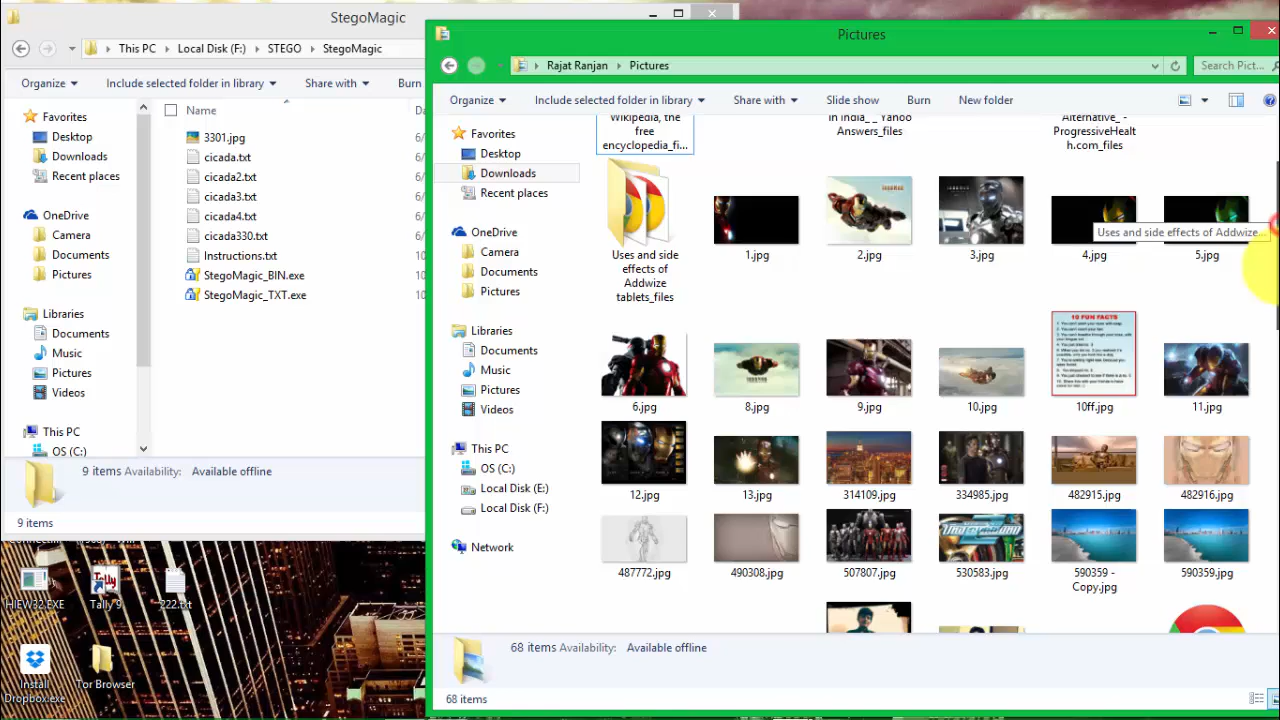 StegoMagic
This PC
Local Disk (F:)
STEGO
StegoMagic
Organize
Include selected folder in library
Share with
Burn
Favorites
Desktop
Downloads
Recent places
OneDrive
Camera
Documents
Pictures
Libraries
Documents
Music
Pictures
Videos
This PC
OS (C:)
Name
3301.jpg
cicada.txt
cicada2.txt
cicada3.txt
cicada4.txt
cicada330.txt
Instructions.txt
StegoMagic_BIN.exe
StegoMagic_TXT.exe
9 items Availability: Available offline
9 items
HIEW32.EXE
Tally 9
222.txt
Install
Dropbox.exe
Tor Browser
Pictures
Rajat Ranjan
Pictures
Search Pict...
Organize
Include selected folder in library
Share with
Slide show
Burn
New folder
Favorites
Desktop
Downloads
Recent places
OneDrive
Camera
Documents
Pictures
Libraries
Documents
Music
Pictures
Videos
This PC
OS (C:)
Local Disk (E:)
Local Disk (F:)
Network
Wikipedia, the
free
encyclopedia_fi...
in India_ _ Yahoo
Answers_files
Alternative_ -
ProgressiveHealt
h.com_files
Uses and side
effects of
Addwize
tablets_files
1.jpg
2.jpg
3.jpg
4.jpg
5.jpg
Uses and side effects of Addwize...
6.jpg
8.jpg
9.jpg
10.jpg
10 FUN FACTS
10ff.jpg
11.jpg
12.jpg
13.jpg
314109.jpg
334985.jpg
482915.jpg
482916.jpg
487772.jpg
490308.jpg
507807.jpg
530583.jpg
590359 -
Copy.jpg
590359.jpg
68 items Availability: Available offline
68 items